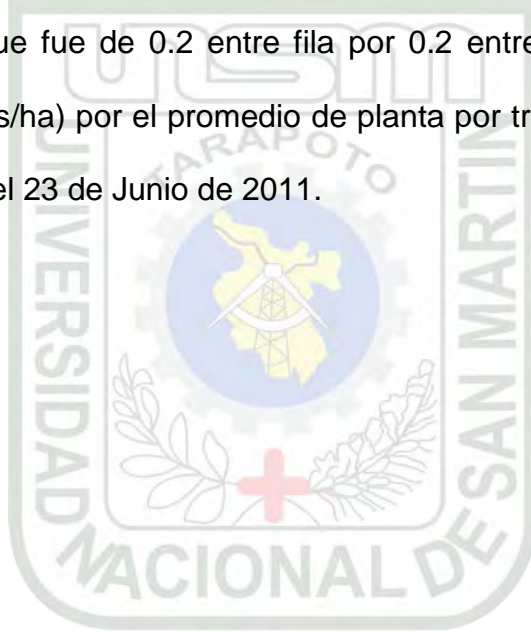 ue fue de 0.2 entre fila por 0.2 entre
s/ha) por el promedio de planta por tr
el 23 de Junio de 2011.
unsm
TARAPOTO
UNIVERSIDAD
NACIONAL DE
SAN MARTIN